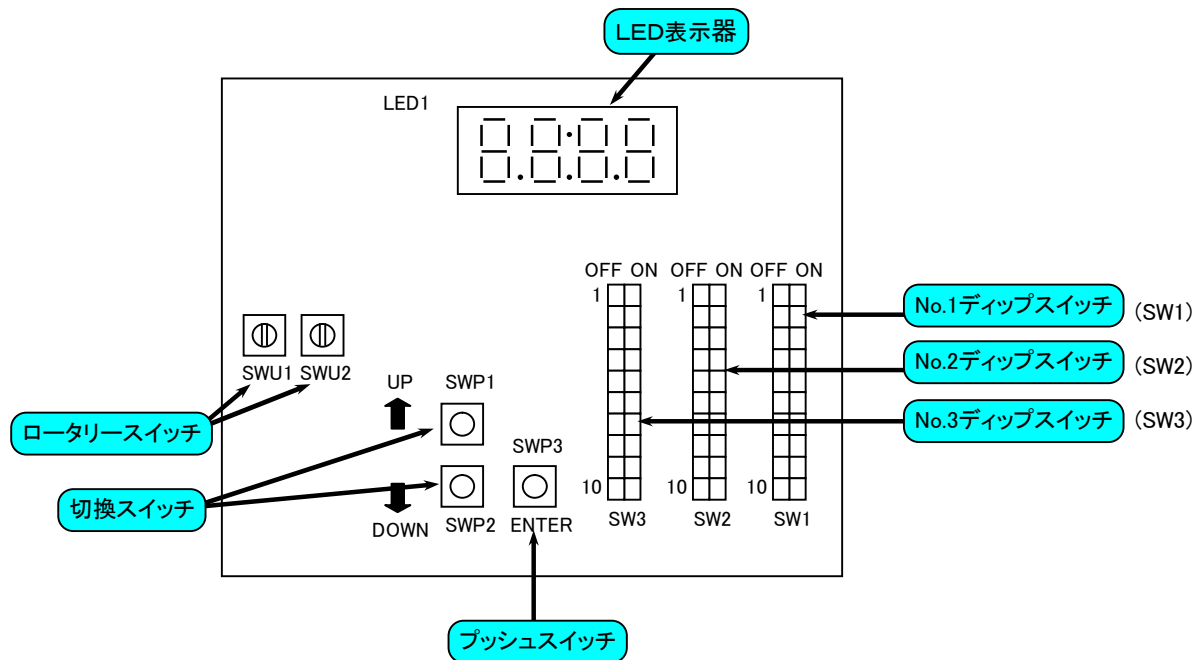 LED表示器
LED1
OFF ON OFF ON OFF ON
1 1 1
No.1ディップスイッチ (SW1)
No.2ディップスイッチ (SW2)
No.3ディップスイッチ (SW3)
SWU1 SWU2
UP SWP1
ロータリースイッチ
SWP3
切換スイッチ
10 10 10
DOWN SWP2 ENTER
SW3 SW2 SW1
プッシュスイッチ